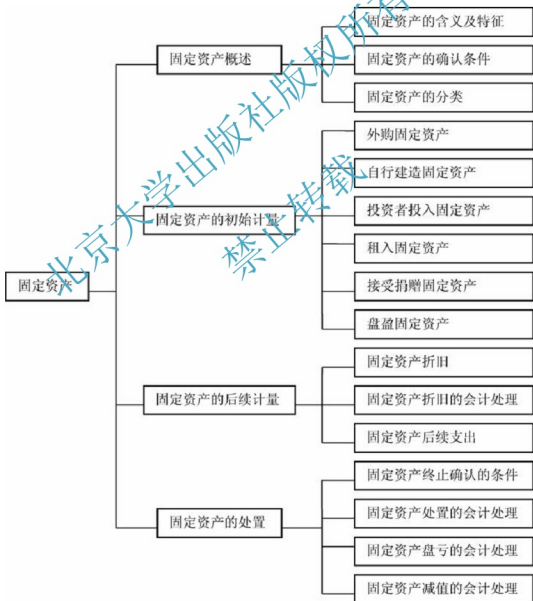 固定资产
固定资产概述
固定资产的含义及特征
固定资产的确认条件
固定资产的分类
固定资产的初始计量
外购固定资产
自行建造固定资产
投资者投入固定资产
租入固定资产
接受捐赠固定资产
盘盈固定资产
固定资产的后续计量
固定资产折旧
固定资产折旧的会计处理
固定资产后续支出
固定资产的处置
固定资产终止确认的条件
固定资产处置的会计处理
固定资产盘亏的会计处理
固定资产减值的会计处理
北京大学出版社版权所有
禁止转载